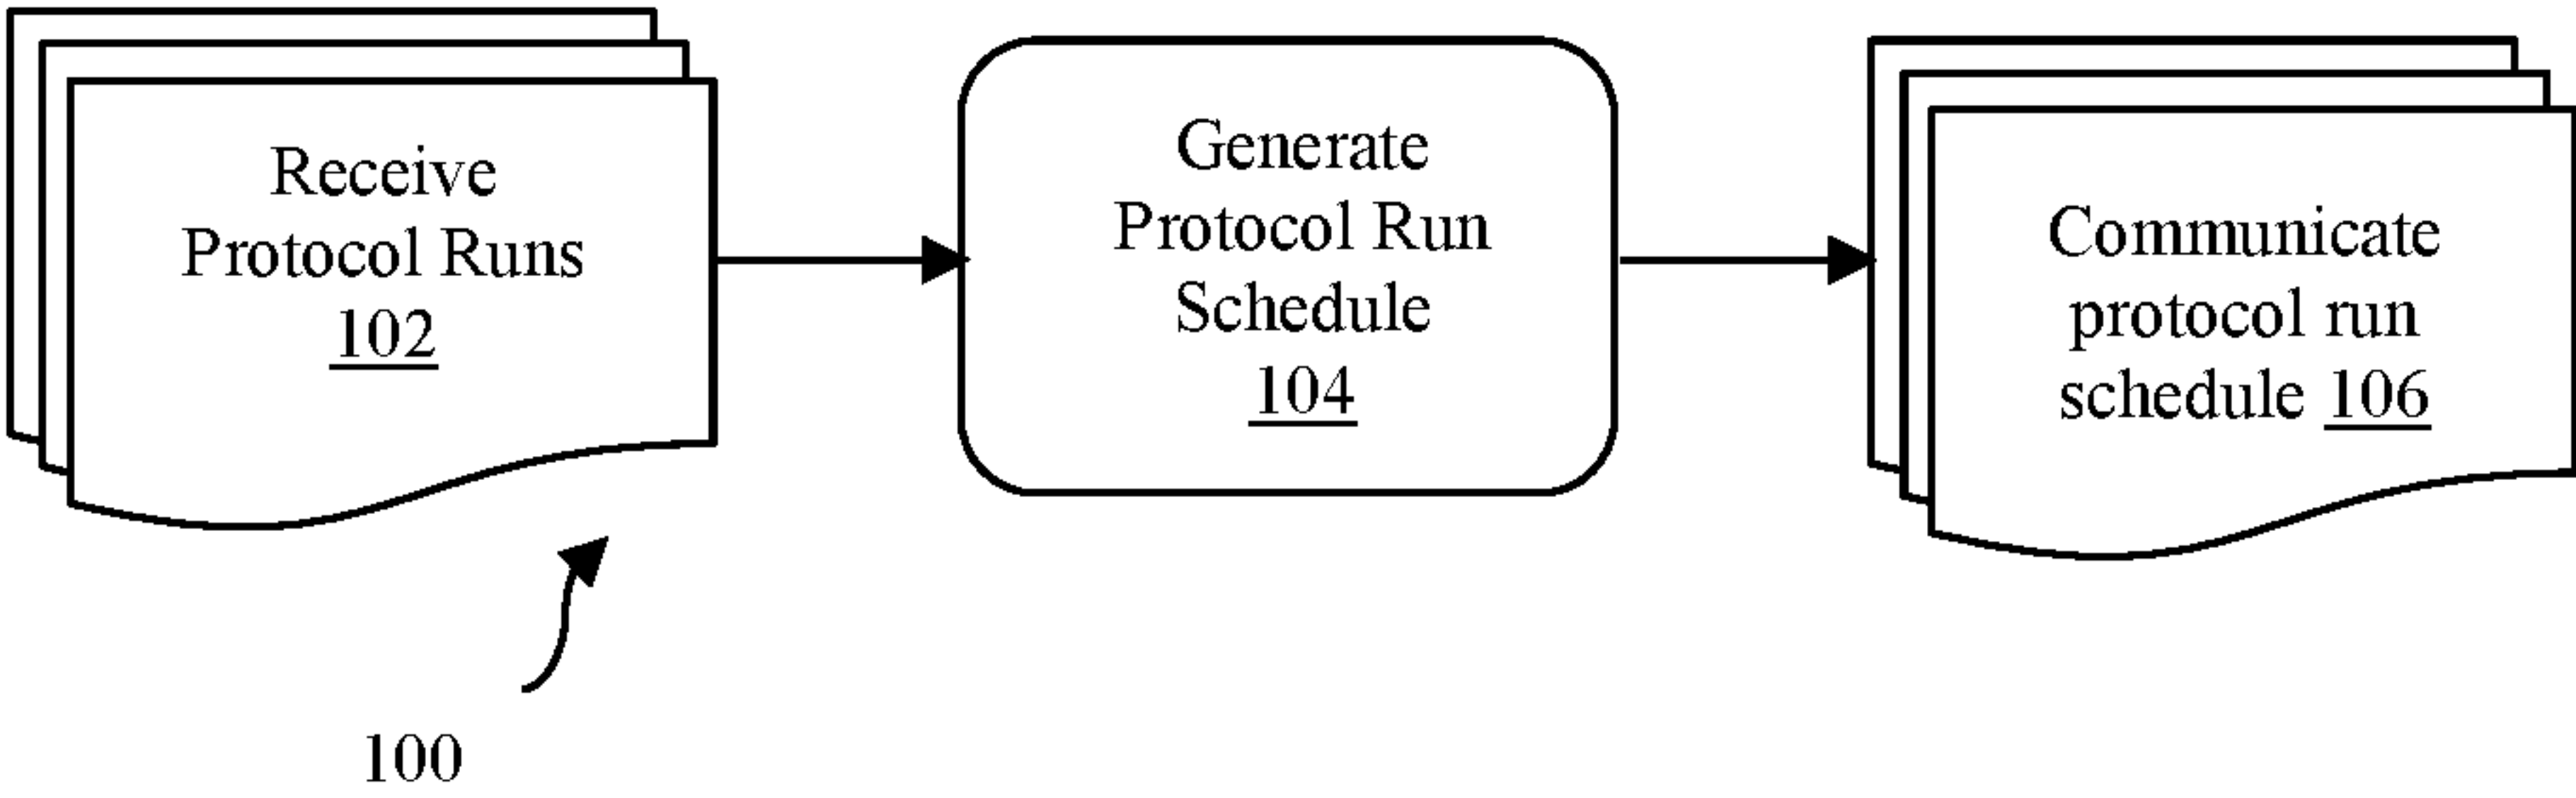 Receive
Protocol Runs
102
Generate
Protocol Run
Schedule
104
Communicate
protocol run
schedule 106
100